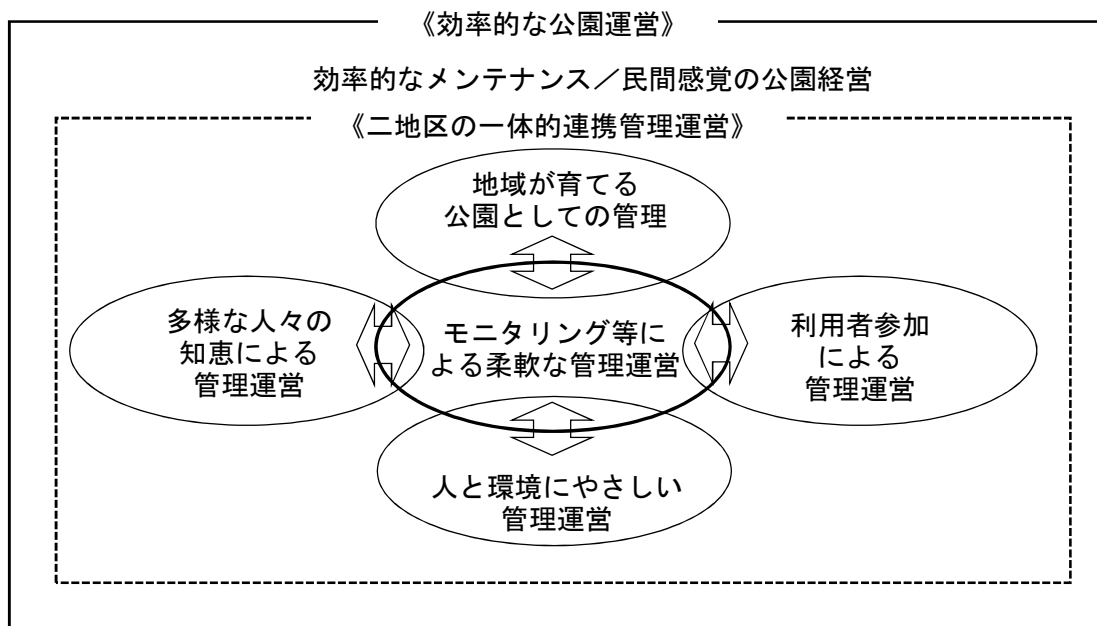 《効率的な公園運営》
効率的なメンテナンス／民間感覚の公園経営
《二地区の一体的連携管理運営》
地域が育てる
公園としての管理
多様な人々の
知恵による
管理運営
モニタリング等に
よる柔軟な管理運営
利用者参加
による
管理運営
人と環境にやさしい
管理運営